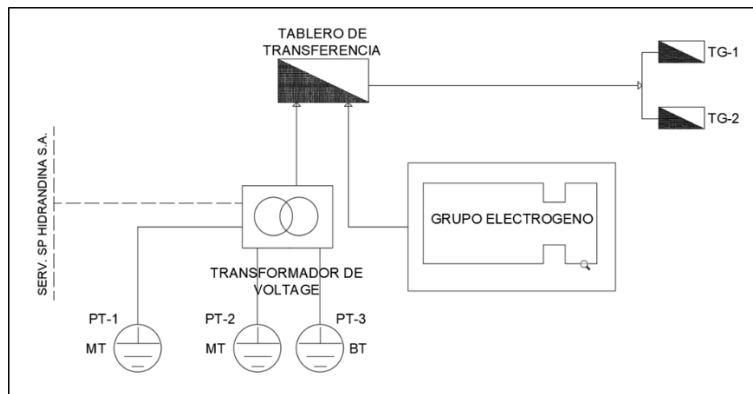 TABLERO DE
TRANSFERENCIA
TG-1
TG-2
SERV. SP HIDRANDINA S.A.
GRUPO ELECTROGENO
TRANSFORMADOR DE
VOLTAGE
PT-1
MT
PT-2
MT
PT-3
BT